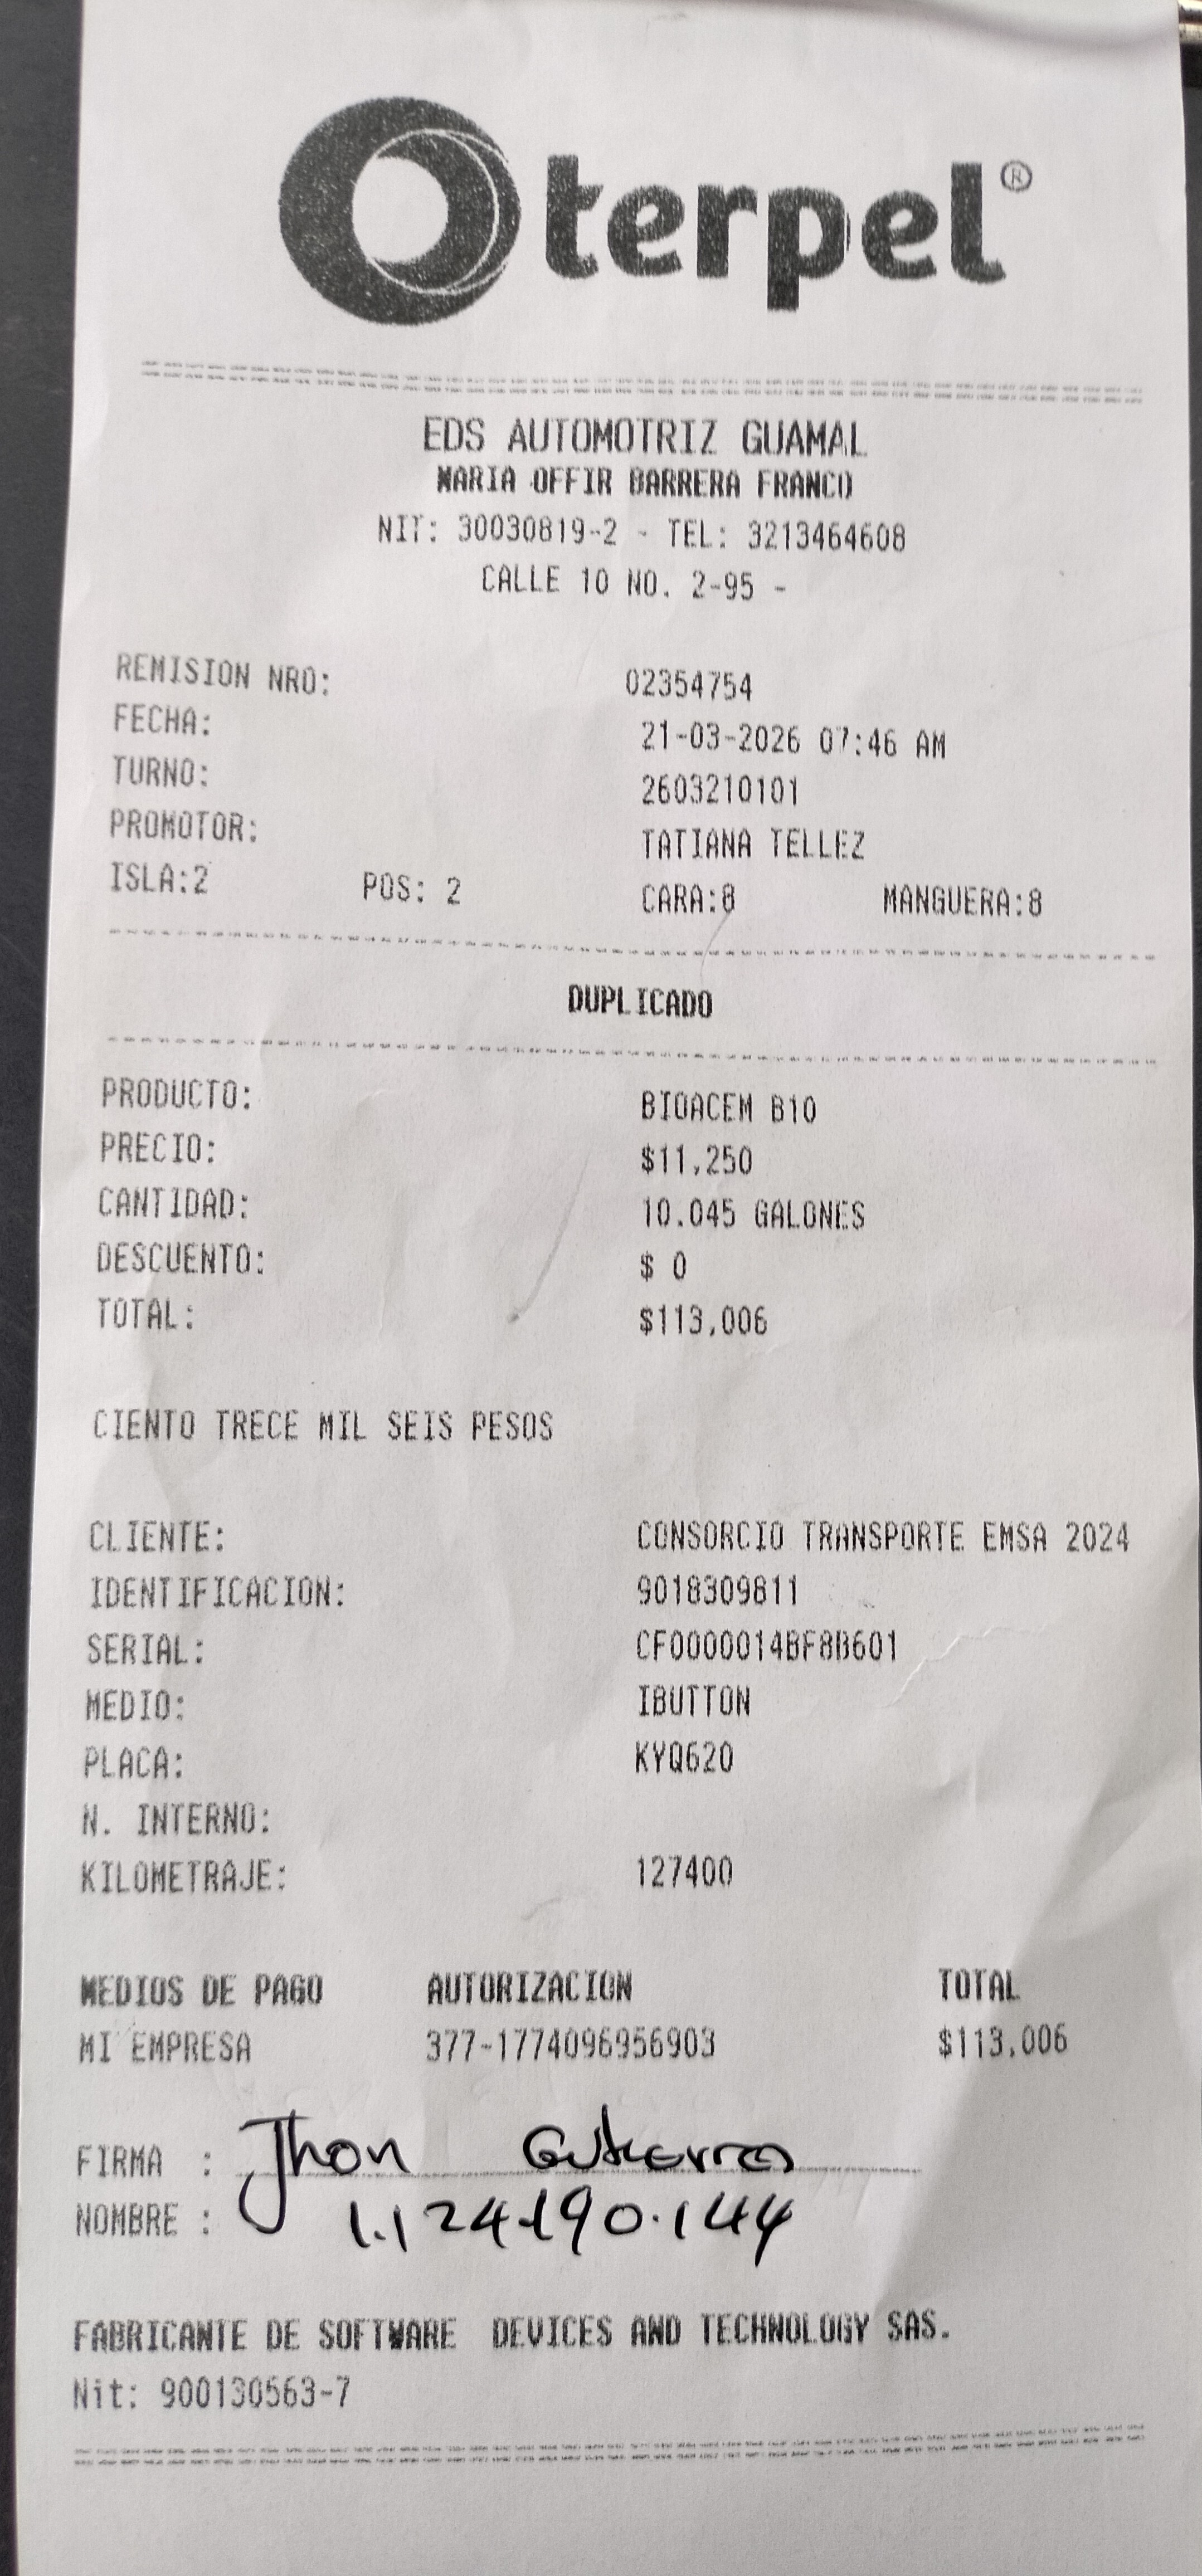 terpel®
EDS AUTOMOTRIZ GUAMAL
MARIA OFFIR BARRERA FRANCO
NIT: 30030819-2 - TEL: 3213464608
CALLE 10 NO. 2-95 -
REMISION NRO: 02354754
FECHA: 21-03-2026 07:46 AM
TURNO: 2603210101
PROMOTOR: TATIANA TELLEZ
ISLA:2 POS: 2 CARA:8 MANGUERA:8
DUPLICADO
PRODUCTO: BIOACEM B10
PRECIO: $11,250
CANTIDAD: 10.045 GALONES
DESCUENTO: $ 0
TOTAL: $113,006
CIENTO TRECE MIL SEIS PESOS
CLIENTE: CONSORCIO TRANSPORTE EMSA 2024
IDENTIFICACION: 9018309811
SERIAL: CF0000014BF8B601
MEDIO: IBUTTON
PLACA: KYQ620
N. INTERNO:
KILOMETRAJE: 127400
MEDIOS DE PAGO AUTORIZACION TOTAL
MI EMPRESA 377-1774096956903 $113,006
FIRMA : Jhon
NOMBRE : 1.124.190.144
FABRICANTE DE SOFTWARE DEVICES AND TECHNOLOGY SAS.
Nit: 900130563-7